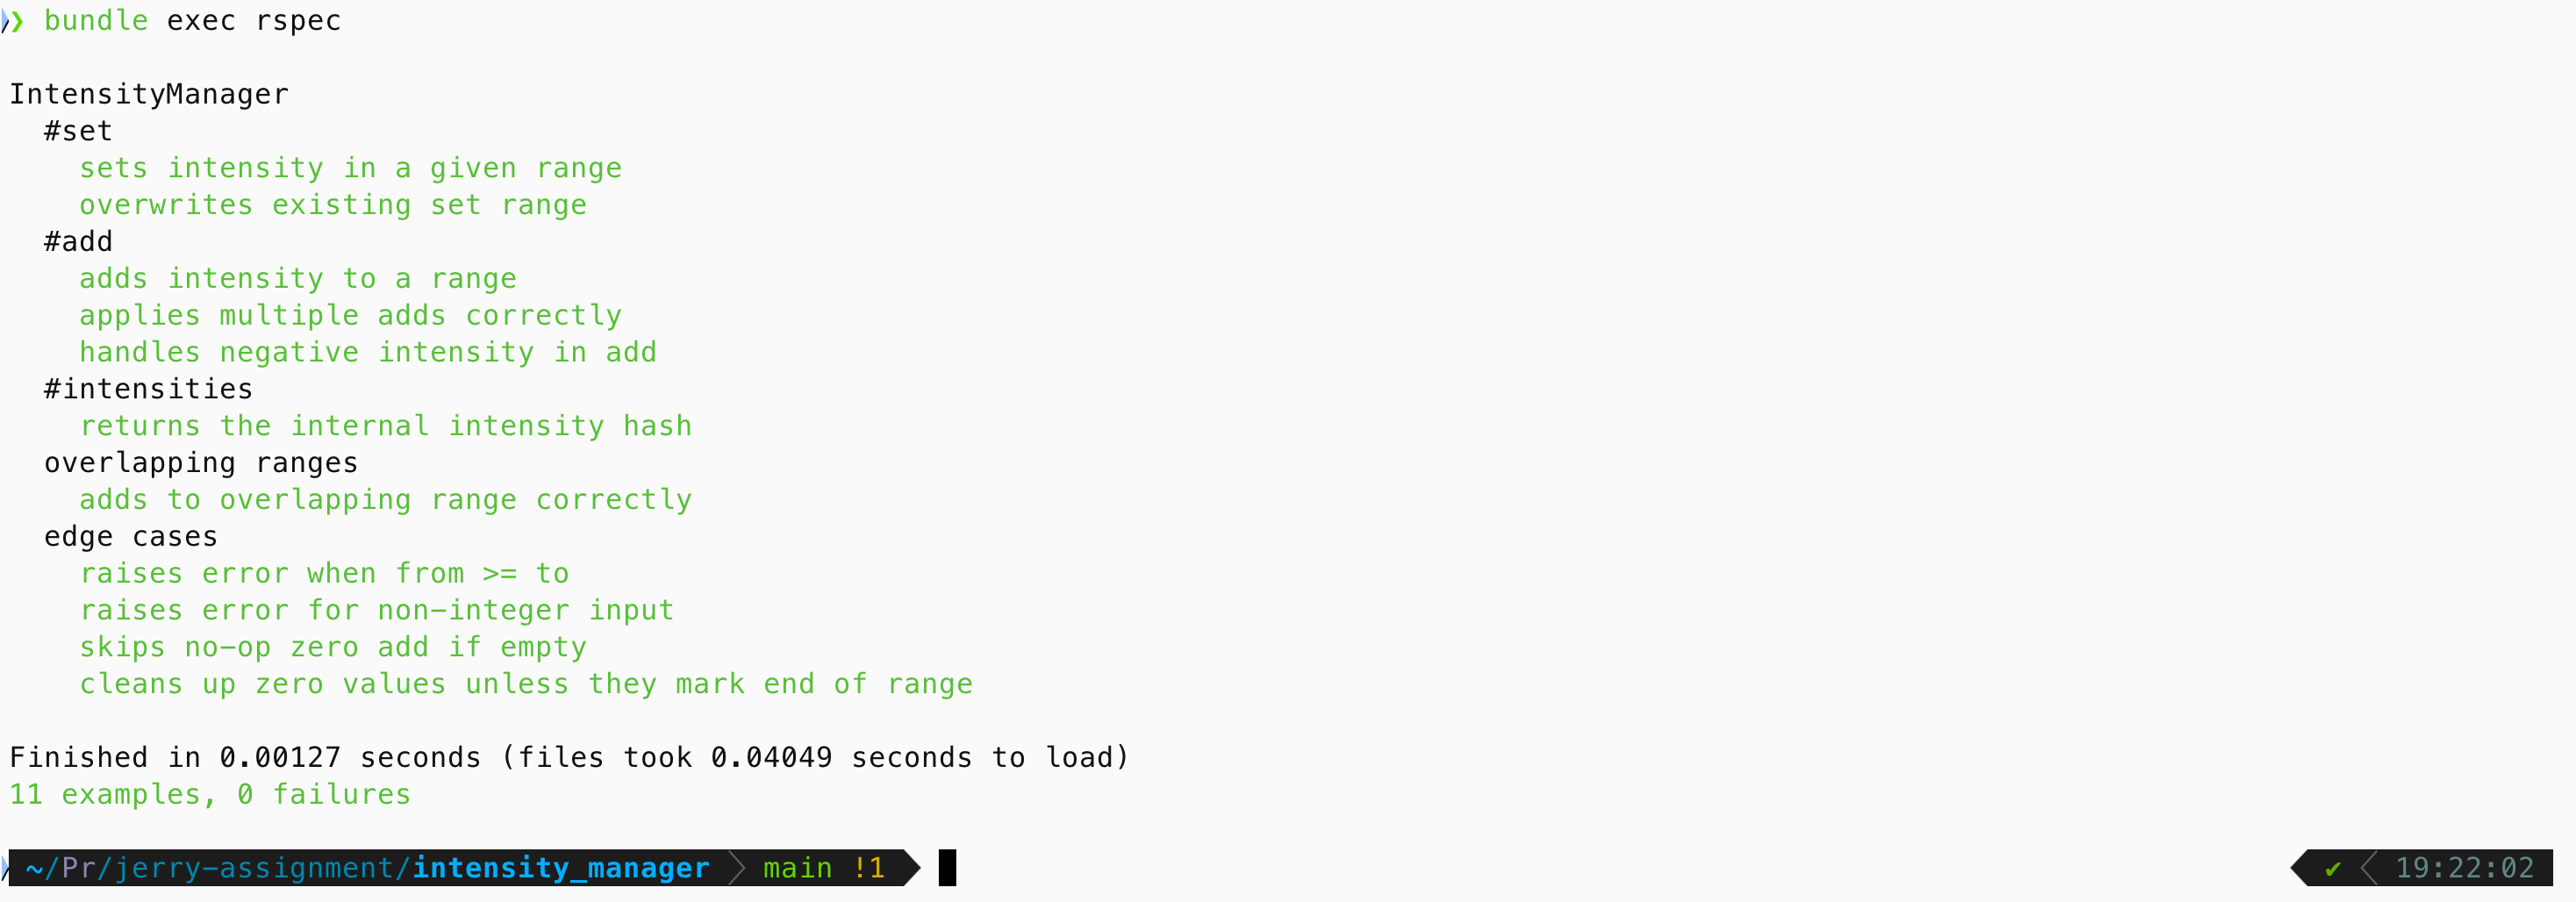 ❯ bundle exec rspec
IntensityManager
#set
sets intensity in a given range
overwrites existing set range
#add
adds intensity to a range
applies multiple adds correctly
handles negative intensity in add
#intensities
returns the internal intensity hash
overlapping ranges
adds to overlapping range correctly
edge cases
raises error when from >= to
raises error for non-integer input
skips no-op zero add if empty
cleans up zero values unless they mark end of range
Finished in 0.00127 seconds (files took 0.04049 seconds to load)
11 examples, 0 failures
~/Pr/jerry-assignment/intensity_manager main !1 ✔ 19:22:02